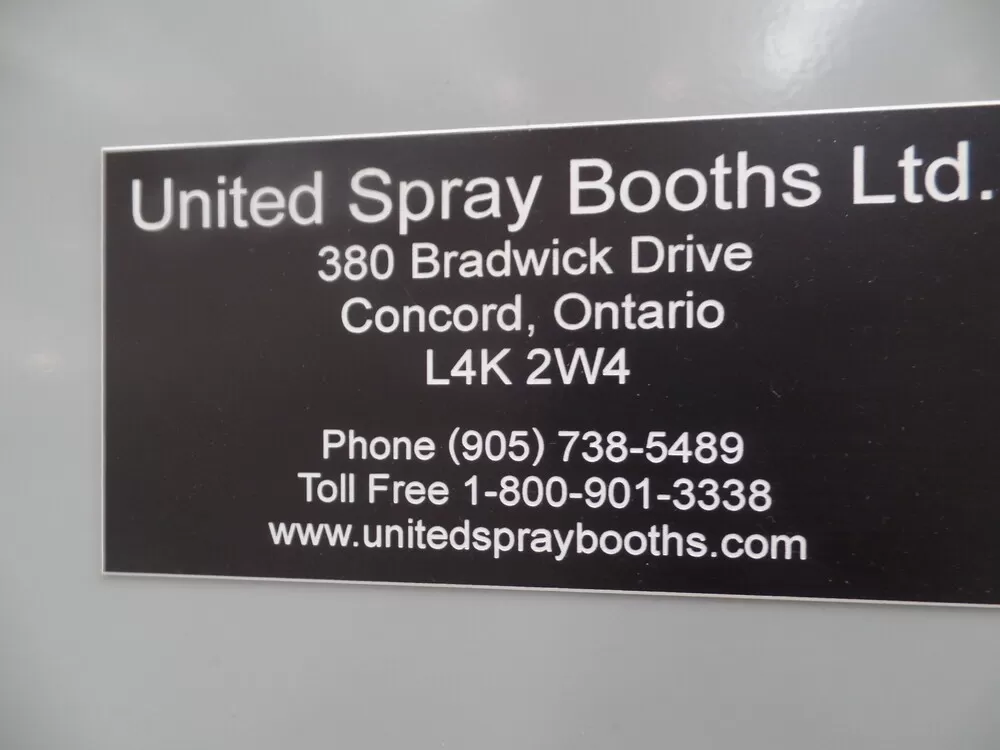 United Spray Booths Ltd.
380 Bradwick Drive
Concord, Ontario
L4K 2W4
Phone (905) 738-5489
Toll Free 1-800-901-3338
www.unitedspraybooths.com